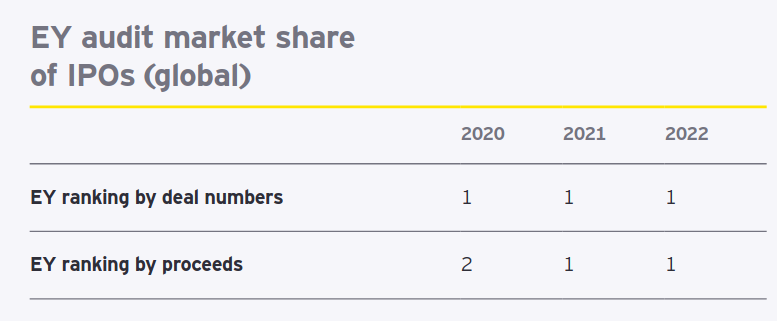 EY audit market share
of IPOs (global)
2020 2021 2022
EY ranking by deal numbers 1 1 1
EY ranking by proceeds 2 1 1